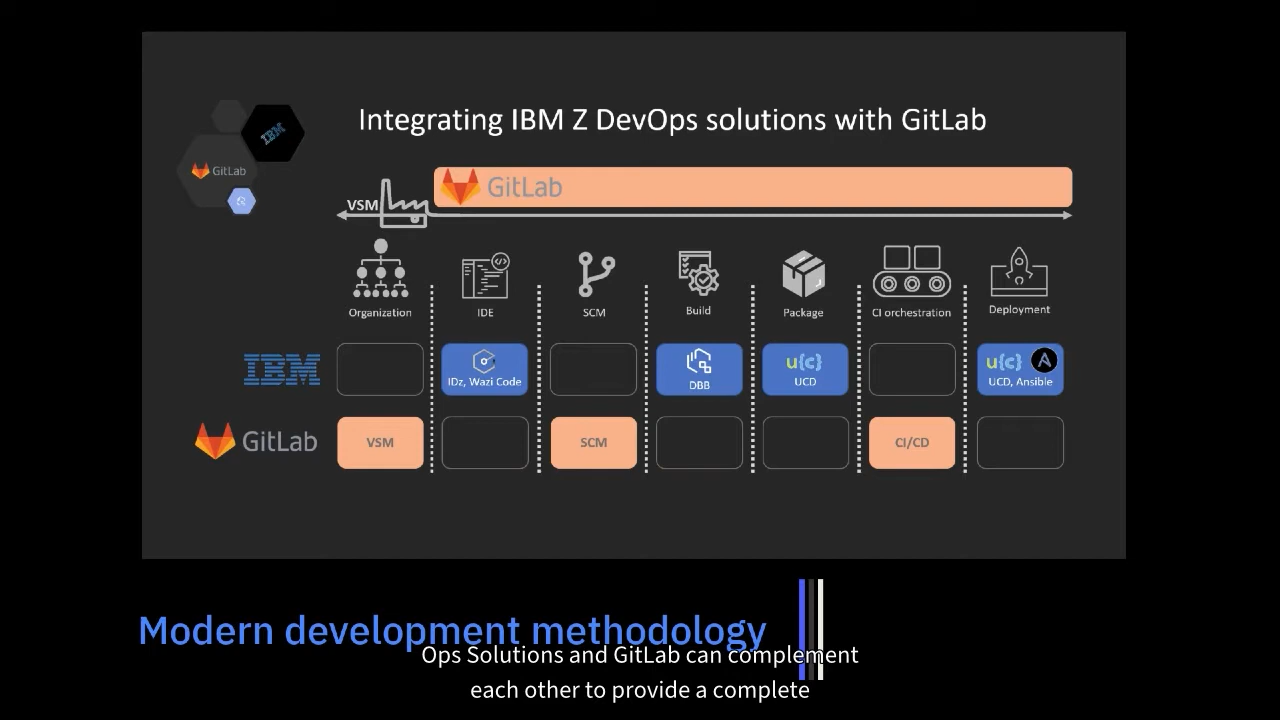 Integrating IBM Z DevOps solutions with GitLab
IBM
GitLab
GitLab
VSM
Organization
IDE
SCM
Build
Package
CI orchestration
Deployment
IBM
IDz, Wazi Code
DBB
u{c}
UCD
u{c} A
UCD, Ansible
GitLab
VSM
SCM
CI/CD
Modern development methodology
Ops Solutions and GitLab can complement
each other to provide a complete